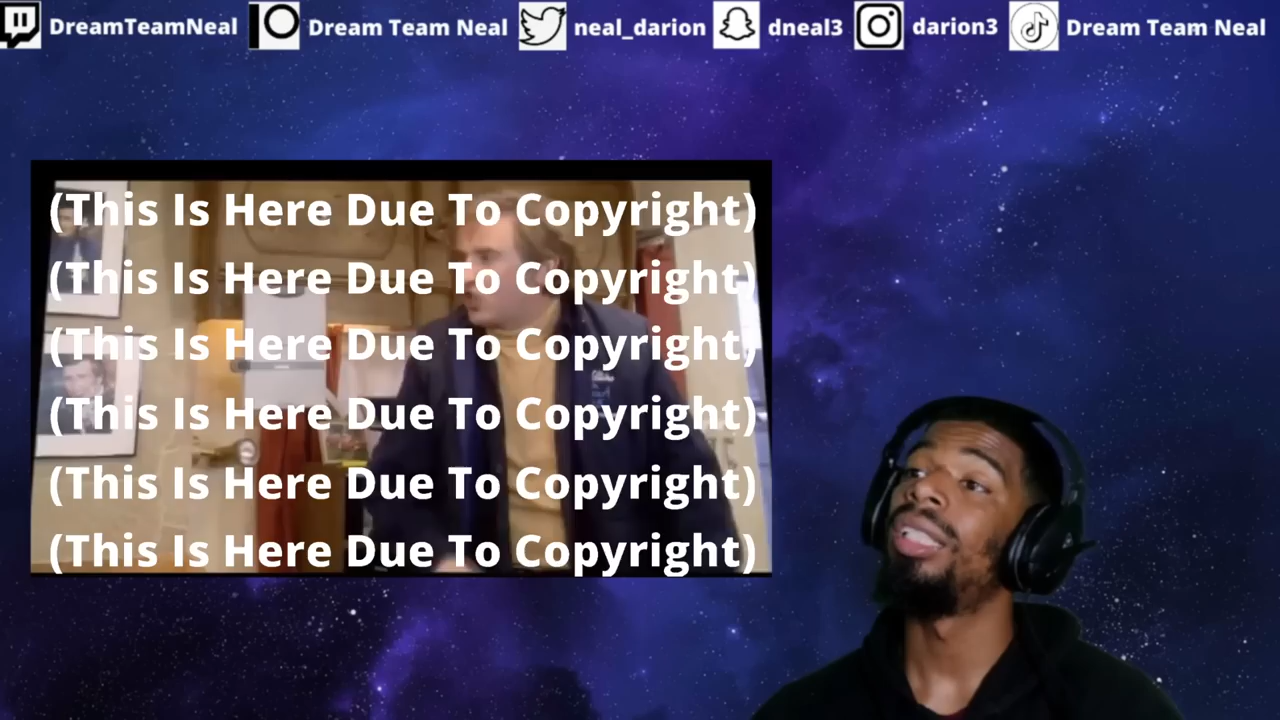 DreamTeamNeal Dream Team Neal neal_darion dneal3 darion3 Dream Team Neal
(This Is Here Due To Copyright)
(This Is Here Due To Copyright)
(This Is Here Due To Copyright)
(This Is Here Due To Copyright)
(This Is Here Due To Copyright)
(This Is Here Due To Copyright)